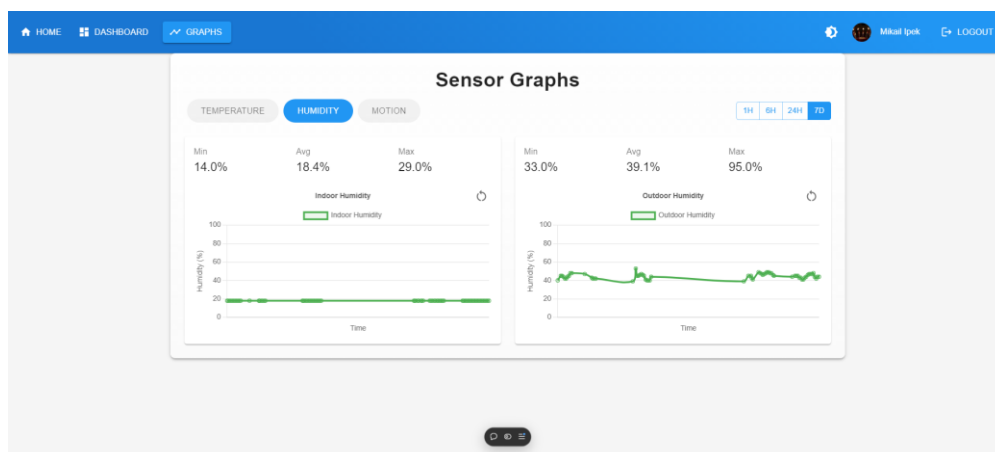 HOME DASHBOARD GRAPHS Mikail Ipek LOGOUT
Sensor Graphs
TEMPERATURE HUMIDITY MOTION 1H 6H 24H 7D
Min Avg Max
14.0% 18.4% 29.0%
Indoor Humidity
Indoor Humidity
100
80
60
40
20
0
Humidity (%)
Time
Min Avg Max
33.0% 39.1% 95.0%
Outdoor Humidity
Outdoor Humidity
100
80
60
40
20
0
Humidity (%)
Time